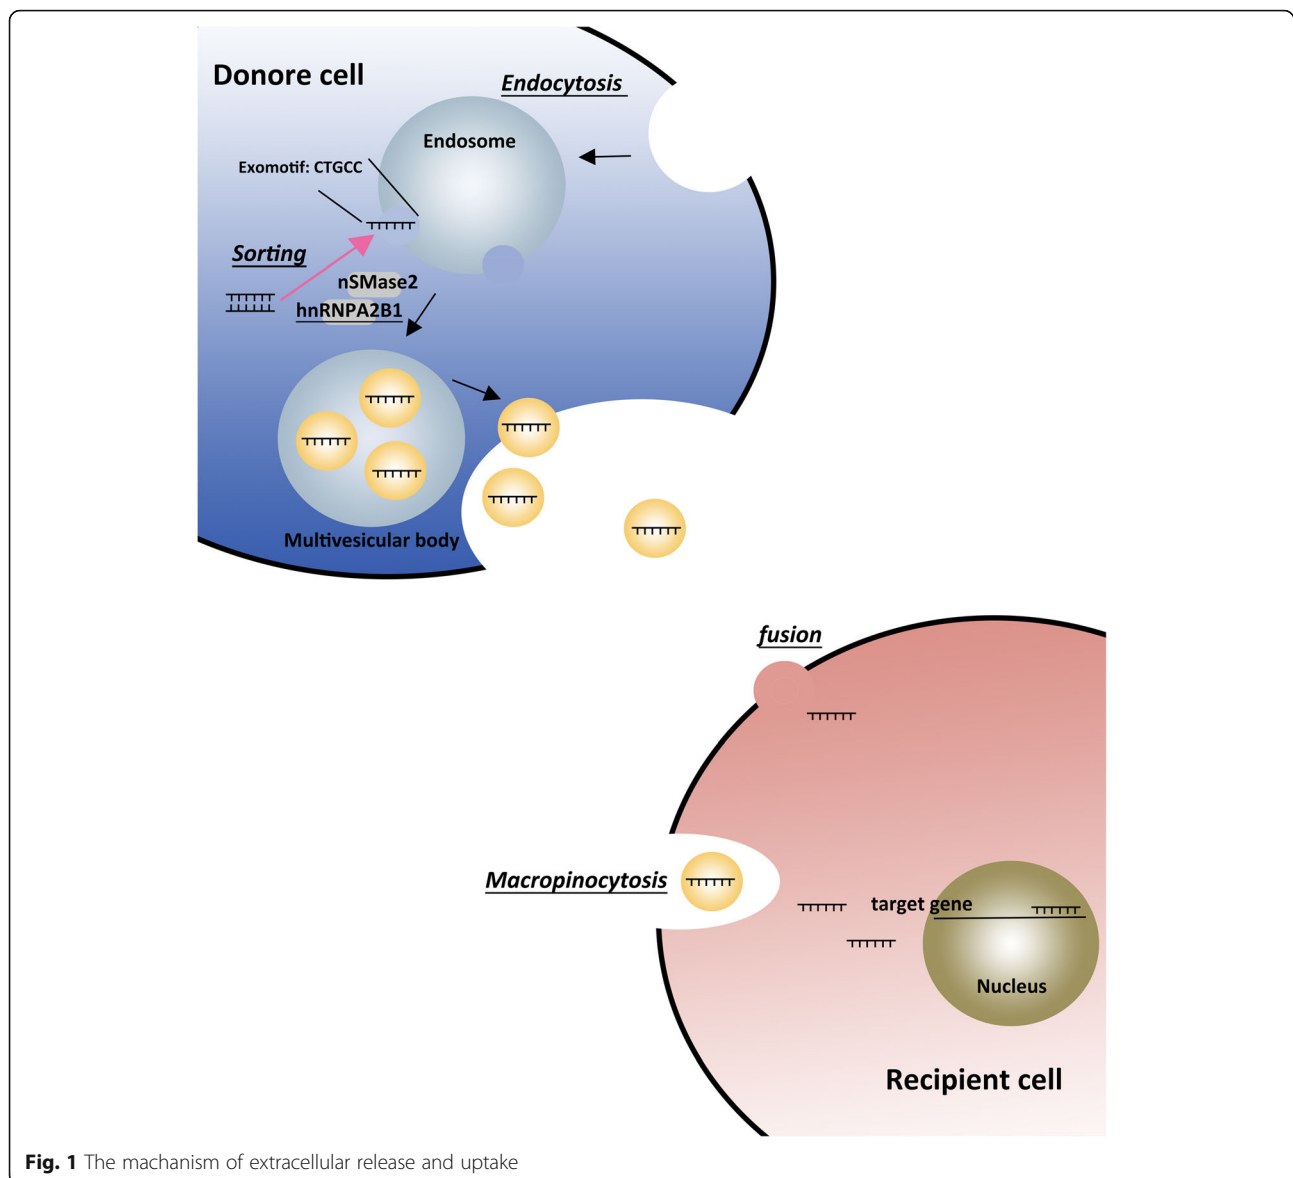 Donore cell
Endocytosis
Endosome
Exomotif: CTGCC
Sorting
nSMase2
hnRNPA2B1
Multivesicular body
fusion
Macropinocytosis
target gene
Nucleus
Recipient cell
Fig. 1 The machanism of extracellular release and uptake